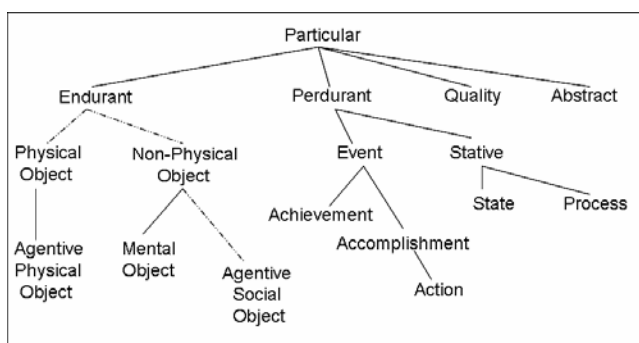 Particular
Endurant Perdurant Quality Abstract
Physical Object Non-Physical Object Event Stative
Achievement State Process
Agentive Physical Object Mental Object Accomplishment
Agentive Social Object Action